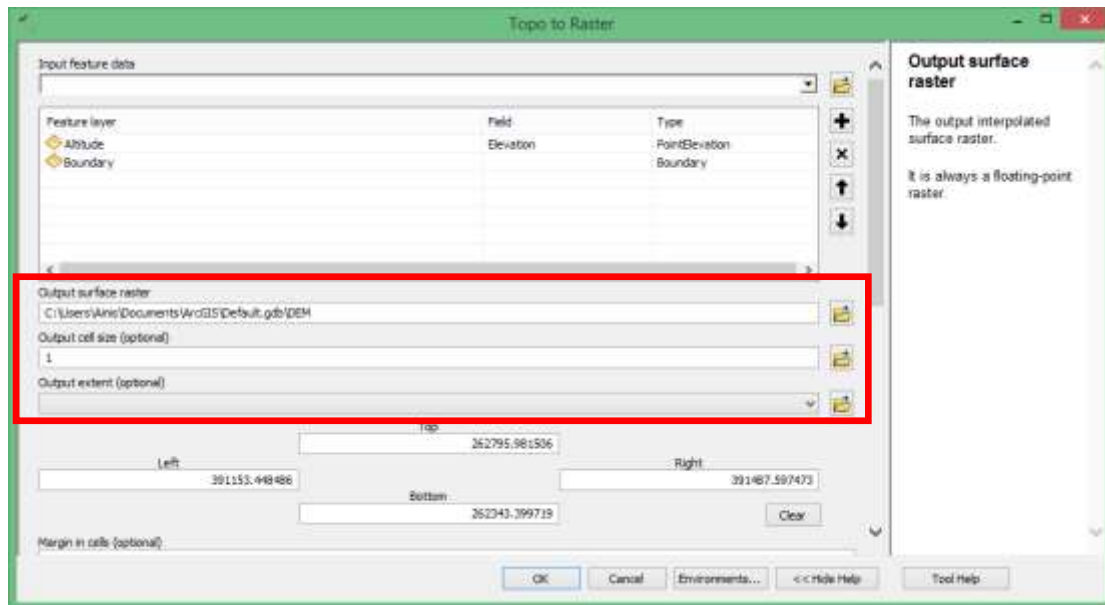 Topo to Raster
Input feature data
Feature layer Field Type
Altitude Elevation PointElevation
Boundary Boundary
Output surface raster
C:\Users\Anis\Documents\ArcGIS\Default.gdb\DEM
Output cell size (optional)
1
Output extent (optional)
Top
262795.981506
Left Right
391153.448486 391487.597473
Bottom
262343.399719
Clear
Margin in cells (optional)
OK Cancel Environments... << Hide Help Tool Help
Output surface
raster
The output interpolated
surface raster.
It is always a floating-point
raster.